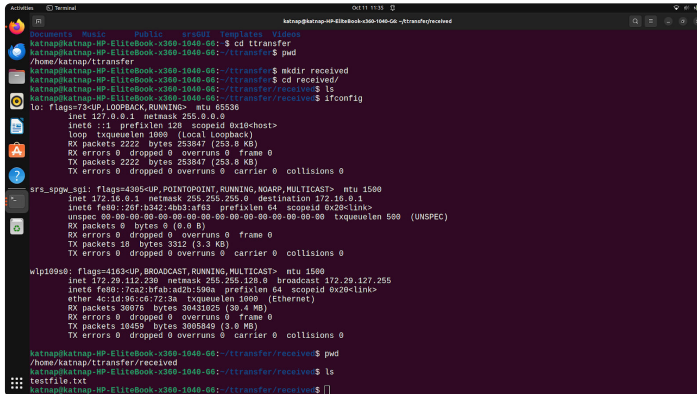 Activities Terminal Oct 11 11:35
katnap@katnap-HP-EliteBook-x360-1040-G6: ~/ttransfer/received
Documents Music Public srsGUI Templates Videos
katnap@katnap-HP-EliteBook-x360-1040-G6:~$ cd ttransfer
katnap@katnap-HP-EliteBook-x360-1040-G6:~/ttransfer$ pwd
/home/katnap/ttransfer
katnap@katnap-HP-EliteBook-x360-1040-G6:~/ttransfer$ mkdir received
katnap@katnap-HP-EliteBook-x360-1040-G6:~/ttransfer$ cd received/
katnap@katnap-HP-EliteBook-x360-1040-G6:~/ttransfer/received$ ls
katnap@katnap-HP-EliteBook-x360-1040-G6:~/ttransfer/received$ ifconfig
lo: flags=73<UP,LOOPBACK,RUNNING> mtu 65536
inet 127.0.0.1 netmask 255.0.0.0
inet6 ::1 prefixlen 128 scopeid 0x10<host>
loop txqueuelen 1000 (Local Loopback)
RX packets 2222 bytes 253847 (253.8 KB)
RX errors 0 dropped 0 overruns 0 frame 0
TX packets 2222 bytes 253847 (253.8 KB)
TX errors 0 dropped 0 overruns 0 carrier 0 collisions 0
srs_spgw_sgi: flags=4305<UP,POINTOPOINT,RUNNING,NOARP,MULTICAST> mtu 1500
inet 172.16.0.1 netmask 255.255.255.0 destination 172.16.0.1
inet6 fe80::26f:b342:4bb3:af63 prefixlen 64 scopeid 0x20<link>
unspec 00-00-00-00-00-00-00-00-00-00-00-00-00-00-00-00 txqueuelen 500 (UNSPEC)
RX packets 0 bytes 0 (0.0 B)
RX errors 0 dropped 0 overruns 0 frame 0
TX packets 18 bytes 3312 (3.3 KB)
TX errors 0 dropped 0 overruns 0 carrier 0 collisions 0
wlp109s0: flags=4163<UP,BROADCAST,RUNNING,MULTICAST> mtu 1500
inet 172.29.112.230 netmask 255.255.128.0 broadcast 172.29.127.255
inet6 fe80::7ca2:bfab:ad2b:590a prefixlen 64 scopeid 0x20<link>
ether 4c:1d:96:c6:72:3a txqueuelen 1000 (Ethernet)
RX packets 30076 bytes 30431025 (30.4 MB)
RX errors 0 dropped 0 overruns 0 frame 0
TX packets 10459 bytes 3005849 (3.0 MB)
TX errors 0 dropped 0 overruns 0 carrier 0 collisions 0
katnap@katnap-HP-EliteBook-x360-1040-G6:~/ttransfer/received$ pwd
/home/katnap/ttransfer/received
katnap@katnap-HP-EliteBook-x360-1040-G6:~/ttransfer/received$ ls
testfile.txt
katnap@katnap-HP-EliteBook-x360-1040-G6:~/ttransfer/received$